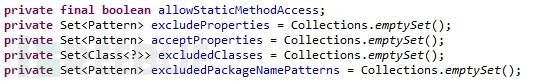 private final boolean allowStaticMethodAccess;
private Set<Pattern> excludeProperties = Collections.emptySet();
private Set<Pattern> acceptProperties = Collections.emptySet();
private Set<Class<?>> excludedClasses = Collections.emptySet();
private Set<Pattern> excludedPackageNamePatterns = Collections.emptySet();